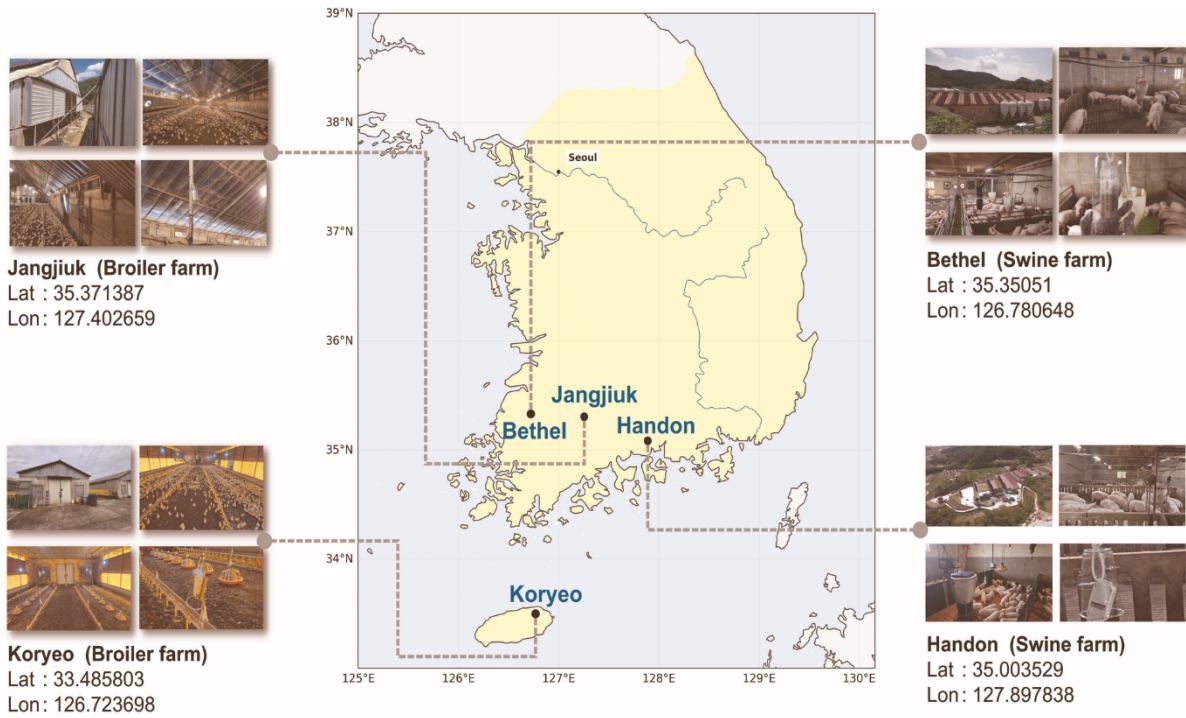 39°N
38°N
37°N
36°N
35°N
34°N
125°E
126°E
127°E
128°E
129°E
130°E
Seoul
Jangjiuk
Bethel
Handon
Koryeo
Jangjiuk (Broiler farm)
Lat : 35.371387
Lon: 127.402659
Koryeo (Broiler farm)
Lat : 33.485803
Lon: 126.723698
Bethel (Swine farm)
Lat : 35.35051
Lon: 126.780648
Handon (Swine farm)
Lat : 35.003529
Lon: 127.897838